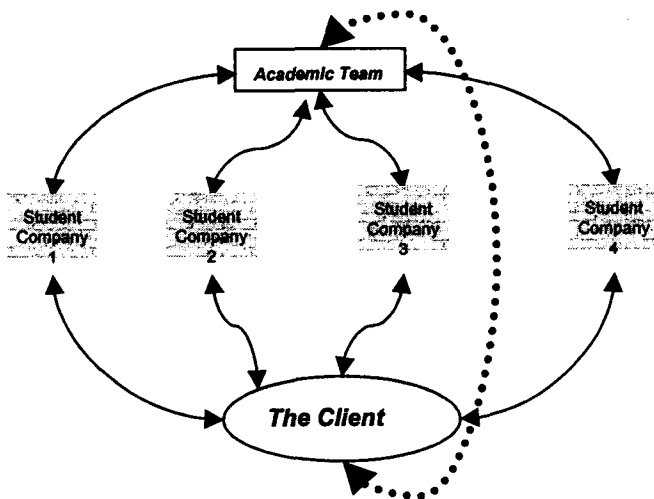 Academic Team
Student
Company
1
Student
Company
2
Student
Company
3
Student
Company
4
The Client